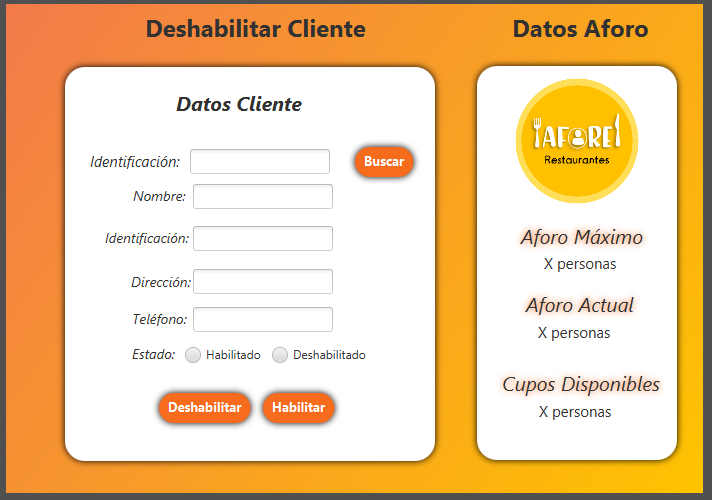 Deshabilitar Cliente
Datos Cliente
Identificación:
Buscar
Nombre:
Identificación:
Dirección:
Teléfono:
Estado: Habilitado Deshabilitado
Deshabilitar Habilitar
Datos Aforo
AFORE
Restaurantes
Aforo Máximo
X personas
Aforo Actual
X personas
Cupos Disponibles
X personas